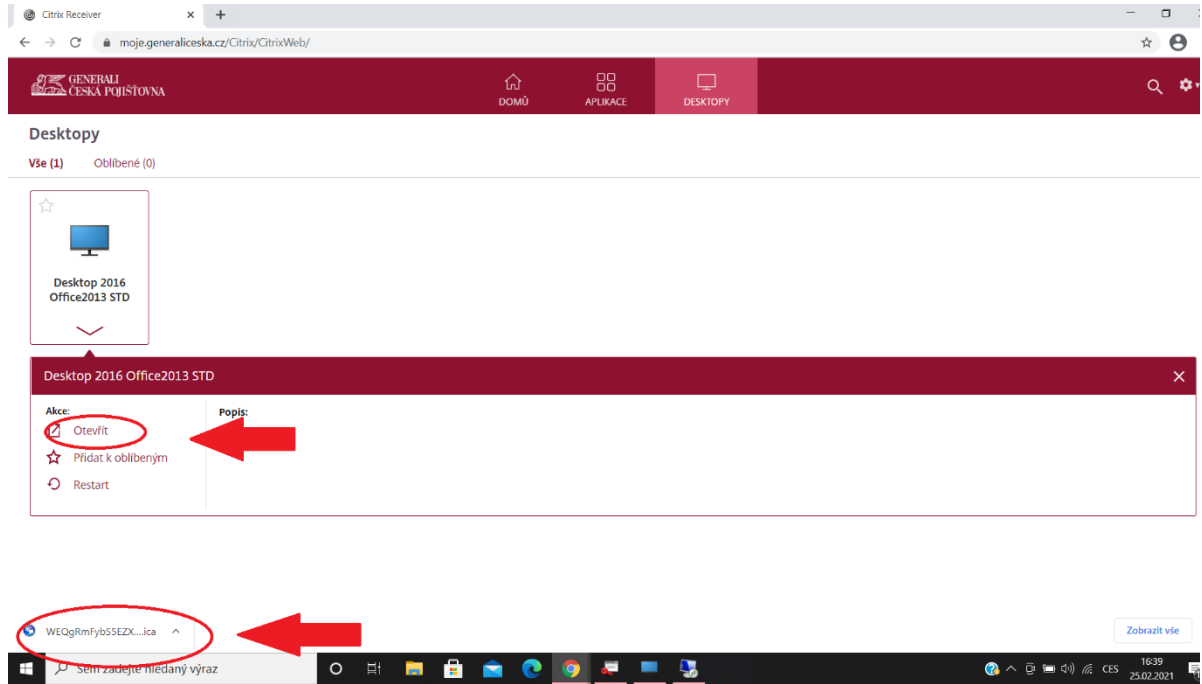 Citrix Receiver
moje.generaliceska.cz/Citrix/CitrixWeb/
GENERALI
ČESKÁ POJIŠŤOVNA
DOMŮ
APLIKACE
DESKTOPY
Desktopy
Vše (1)
Oblíbené (0)
Desktop 2016
Office2013 STD
Desktop 2016 Office2013 STD
Akce:
Popis:
Otevřít
Přidat k oblíbeným
Restart
WEQgRmFybS5EZX....ica
Zobrazit vše
Sem zadejte hledaný výraz
CES
16:39
25.02.2021